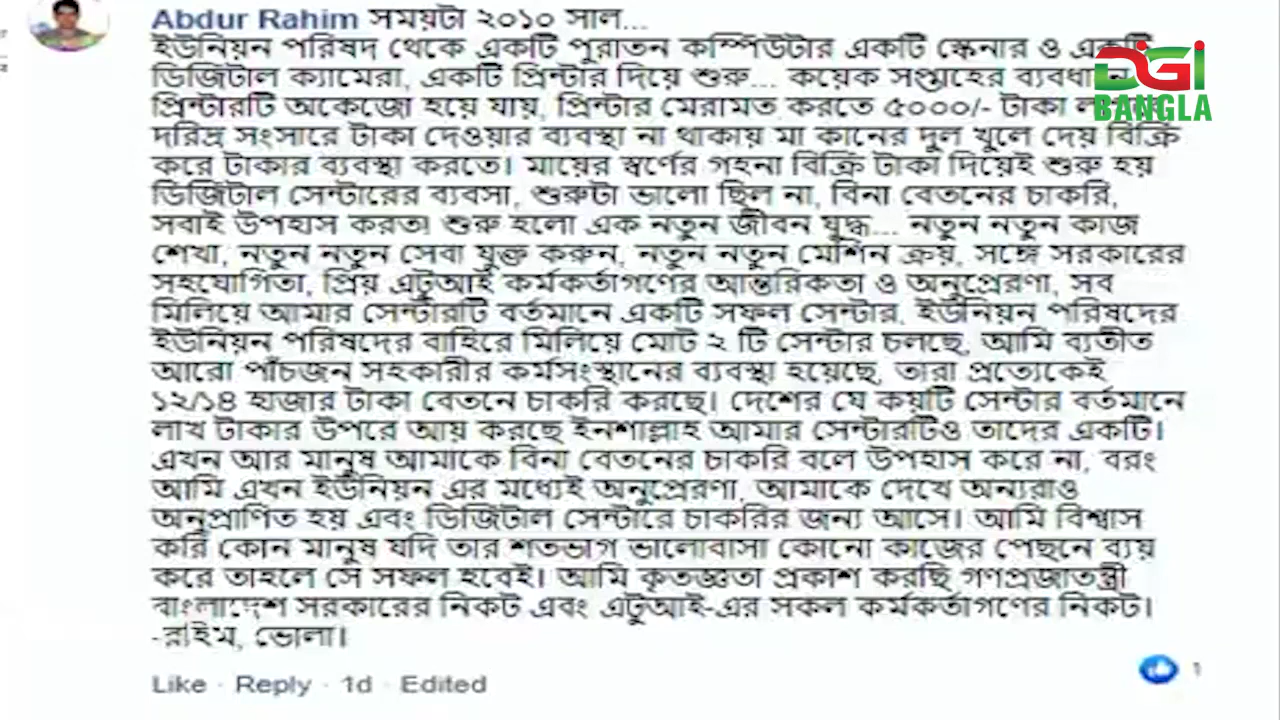 Abdur Rahim সময়টা ২০১০ সাল...
ইউনিয়ন পরিষদ থেকে একটি পুরাতন কম্পিউটার একটি স্কেনার ও একটি
ডিজিটাল ক্যামেরা, একটি প্রিন্টার দিয়ে শুরু... কয়েক সপ্তাহের ব্যবধানে
প্রিন্টারটি অকেজো হয়ে যায়, প্রিন্টার মেরামত করতে ৫০০০/- টাকা
দরিদ্র সংসারে টাকা দেওয়ার ব্যবস্থা না থাকায় মা কানের দুল খুলে দেয় বিক্রি
করে টাকার ব্যবস্থা করতে। মায়ের স্বর্ণের গহনা বিক্রি টাকা দিয়েই শুরু হয়
ডিজিটাল সেন্টারের ব্যবসা, শুরুটা ভালো ছিল না, বিনা বেতনের চাকরি,
সবাই উপহাস করত! শুরু হলো এক নতুন জীবন যুদ্ধ... নতুন নতুন কাজ
শেখা, নতুন নতুন সেবা যুক্ত করুন, নতুন নতুন মেশিন ক্রয়, সঙ্গে সরকারের
সহযোগিতা, প্রিয় এটুআই কর্মকর্তাগণের আন্তরিকতা ও অনুপ্রেরণা, সব
মিলিয়ে আমার সেন্টারটি বর্তমানে একটি সফল সেন্টার, ইউনিয়ন পরিষদের
ইউনিয়ন পরিষদের বাহিরে মিলিয়ে মোট ২ টি সেন্টার চলছে, আমি ব্যতীত
আরো পাঁচজন সহকারীর কর্মসংস্থানের ব্যবস্থা হয়েছে, তারা প্রত্যেকেই
১২/১৪ হাজার টাকা বেতনে চাকরি করছে। দেশের যে কয়টি সেন্টার বর্তমানে
লাখ টাকার উপরে আয় করছে ইনশাল্লাহ আমার সেন্টারটিও তাদের একটি।
এখন আর মানুষ আমাকে বিনা বেতনের চাকরি বলে উপহাস করে না, বরং
আমি এখন ইউনিয়ন এর মধ্যেই অনুপ্রেরণা, আমাকে দেখে অন্যরাও
অনুপ্রাণিত হয় এবং ডিজিটাল সেন্টারে চাকরির জন্য আসে। আমি বিশ্বাস
করি কোন মানুষ যদি তার শতভাগ ভালোবাসা কোনো কাজের পেছনে ব্যয়
করে তাহলে সে সফল হবেই। আমি কৃতজ্ঞতা প্রকাশ করছি গণপ্রজাতন্ত্রী
বাংলাদেশ সরকারের নিকট এবং এটুআই-এর সকল কর্মকর্তাগণের নিকট।
-রাইম, ভোলা।
Like · Reply · 1d · Edited
1
DGI
BANGLA